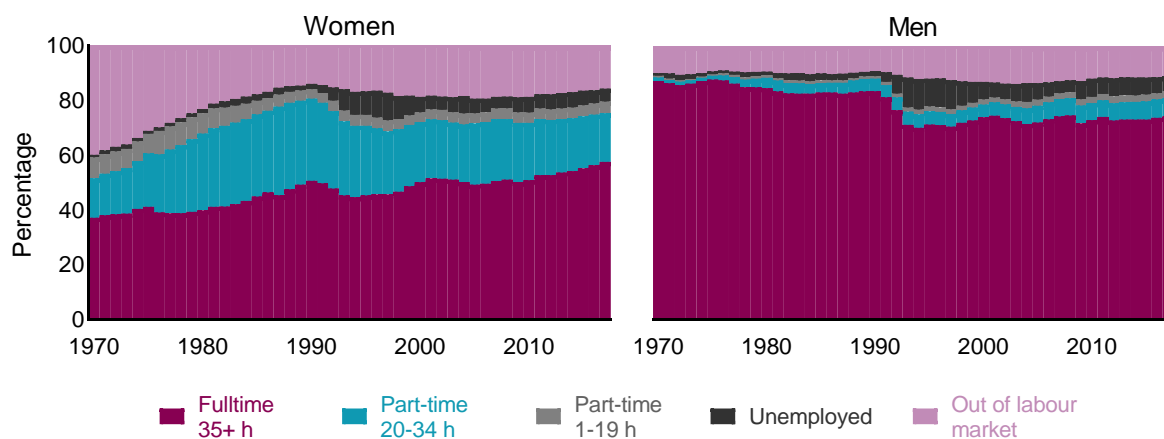 Women
Men
Percentage
100
80
60
40
20
0
1970 1980 1990 2000 2010
1970 1980 1990 2000 2010
Fulltime
35+ h
Part-time
20-34 h
Part-time
1-19 h
Unemployed
Out of labour
market